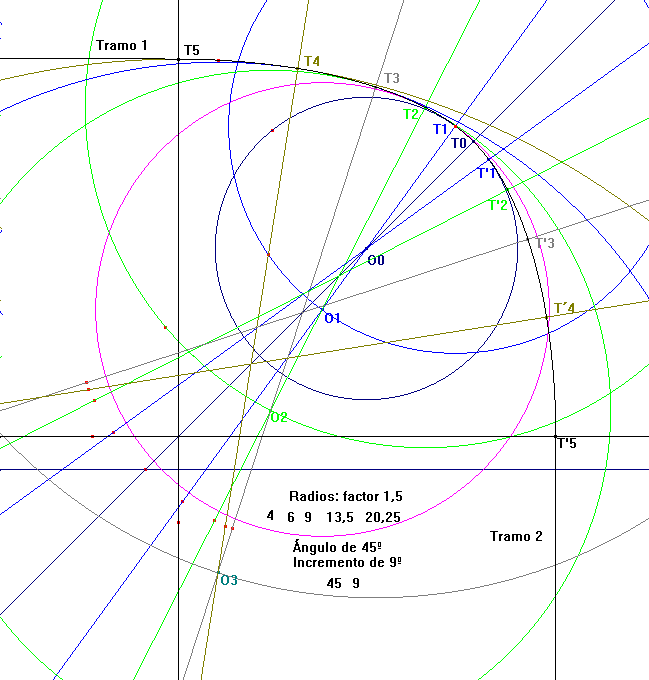 Tramo 1
T5
T4
T3
T2
T1
T0
T'1
T'2
T'3
T´4
T'5
O0
O1
O2
O3
Radios: factor 1,5
4 6 9 13,5 20,25
Ángulo de 45º
Incremento de 9º
45 9
Tramo 2